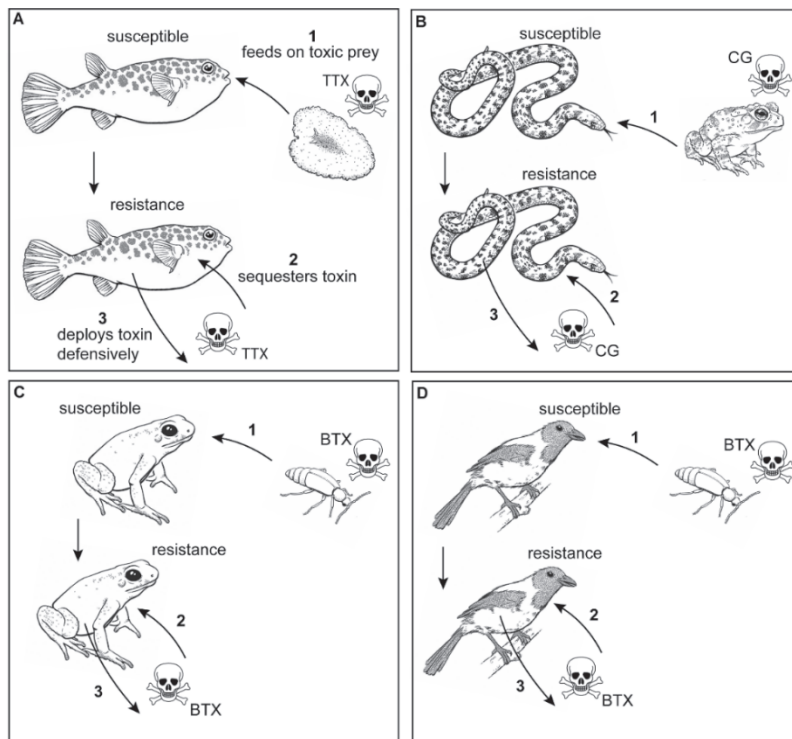 A
susceptible
1
feeds on toxic prey
TTX
resistance
2
sequesters toxin
3
deploys toxin
defensively
TTX
B
susceptible
CG
1
resistance
2
3
CG
C
susceptible
1
BTX
resistance
2
3
BTX
D
susceptible
1
BTX
resistance
2
3
BTX